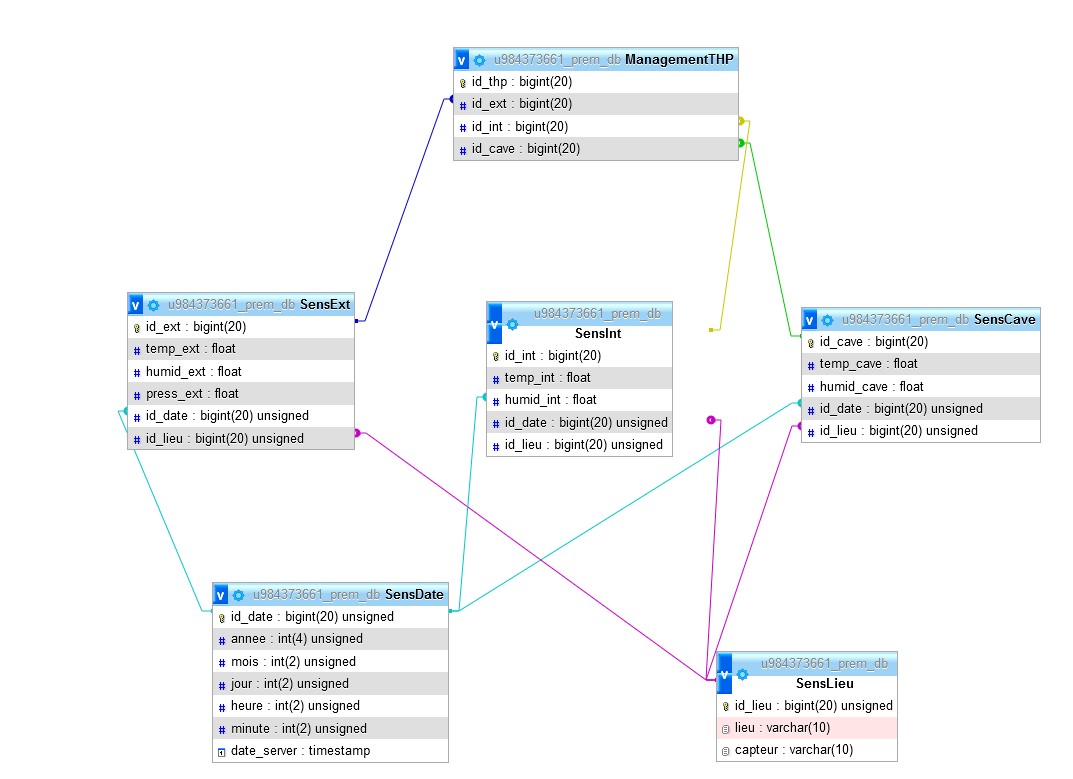 u984373661_prem_db ManagementTHP
id_thp : bigint(20)
id_ext : bigint(20)
id_int : bigint(20)
id_cave : bigint(20)
u984373661_prem_db SensExt
id_ext : bigint(20)
temp_ext : float
humid_ext : float
press_ext : float
id_date : bigint(20) unsigned
id_lieu : bigint(20) unsigned
u984373661_prem_db
SensInt
id_int : bigint(20)
temp_int : float
humid_int : float
id_date : bigint(20) unsigned
id_lieu : bigint(20) unsigned
u984373661_prem_db SensCave
id_cave : bigint(20)
temp_cave : float
humid_cave : float
id_date : bigint(20) unsigned
id_lieu : bigint(20) unsigned
u984373661_prem_db SensDate
id_date : bigint(20) unsigned
annee : int(4) unsigned
mois : int(2) unsigned
jour : int(2) unsigned
heure : int(2) unsigned
minute : int(2) unsigned
date_server : timestamp
u984373661_prem_db
SensLieu
id_lieu : bigint(20) unsigned
lieu : varchar(10)
capteur : varchar(10)